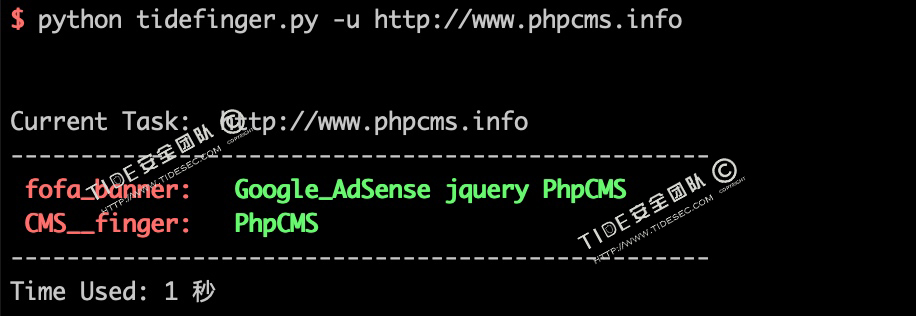 $ python tidefinger.py -u http://www.phpcms.info
Current Task: http://www.phpcms.info
--------------------------------------------------
fofa_banner: Google_AdSense jquery PhpCMS
CMS__finger: PhpCMS
--------------------------------------------------
Time Used: 1 秒
TIDE安全团队 © COPYRIGHT
HTTP://WWW.TIDESEC.COM
TIDE安全团队 © COPYRIGHT
HTTP://WWW.TIDESEC.COM